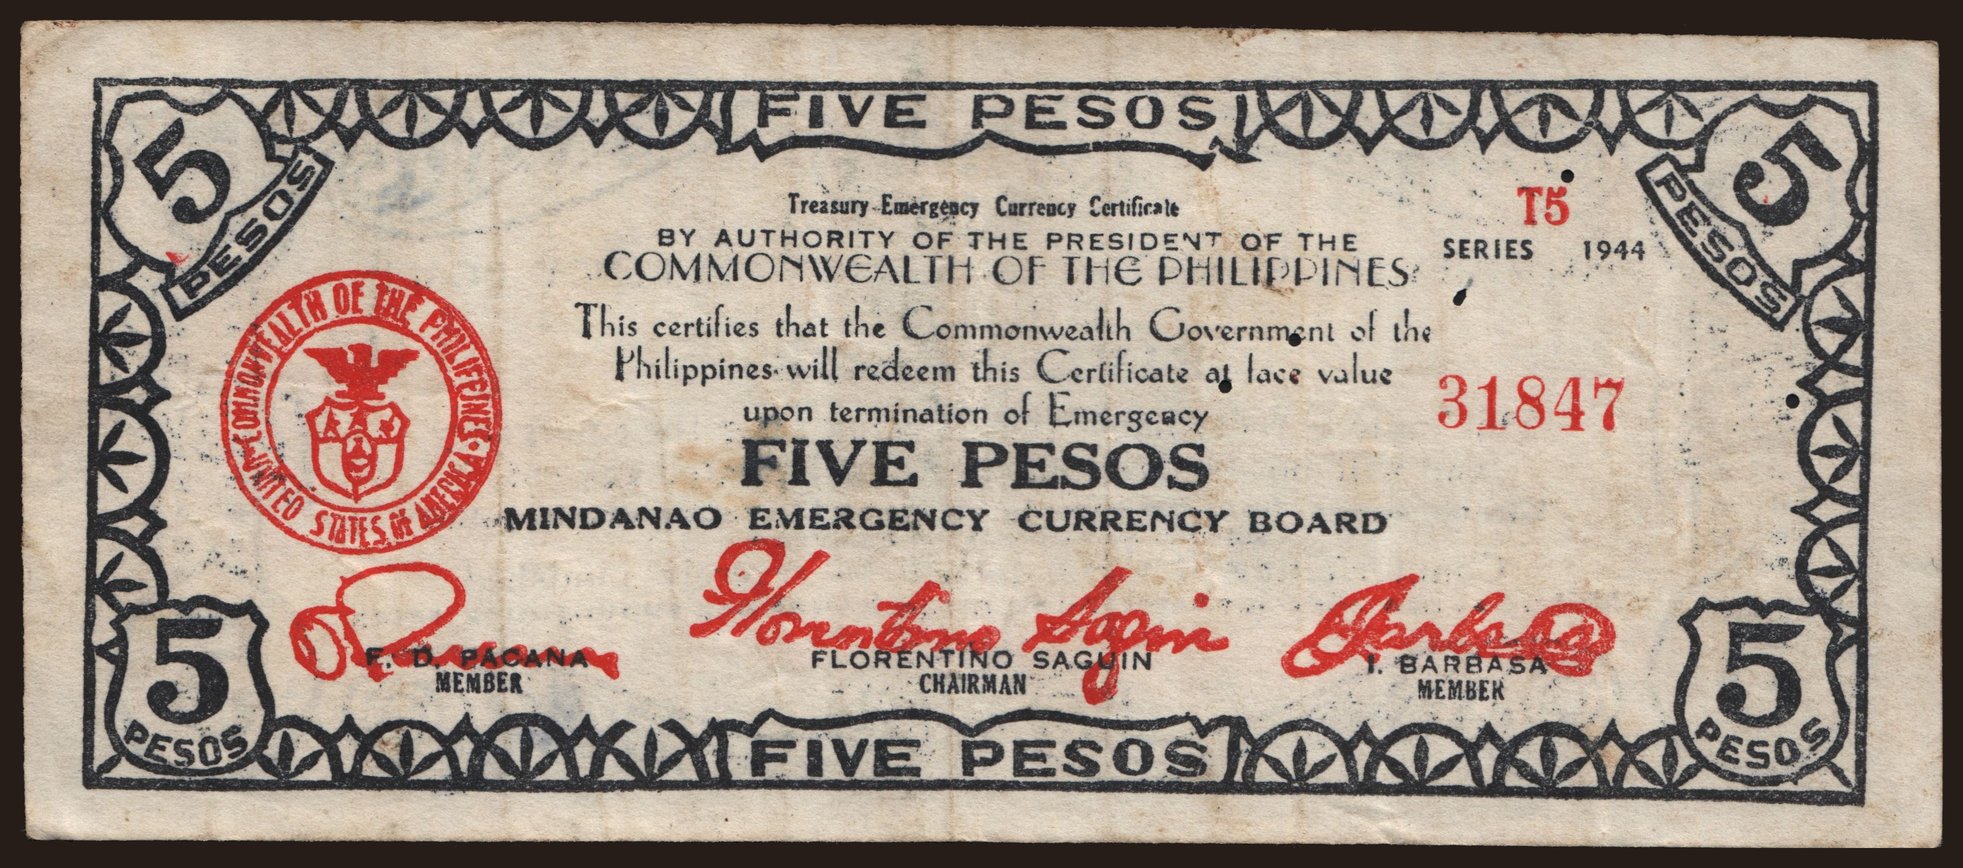 FIVE PESOS
5
PESOS
5
PESOS
Treasury Emergency Currency Certificate
T5
BY AUTHORITY OF THE PRESIDENT OF THE
SERIES 1944
COMMONWEALTH OF THE PHILIPPINES
This certifies that the Commonwealth Government of the
Philippines will redeem this Certificate at face value
31847
upon termination of Emergency
FIVE PESOS
MINDANAO EMERGENCY CURRENCY BOARD
COMMONWEALTH OF THE PHILIPPINES
UNITED STATES OF AMERICA
Florentino Saguin
F. D. PACANA
MEMBER
FLORENTINO SAGUIN
CHAIRMAN
I. BARBASA
MEMBER
5
PESOS
FIVE PESOS
5
PESOS